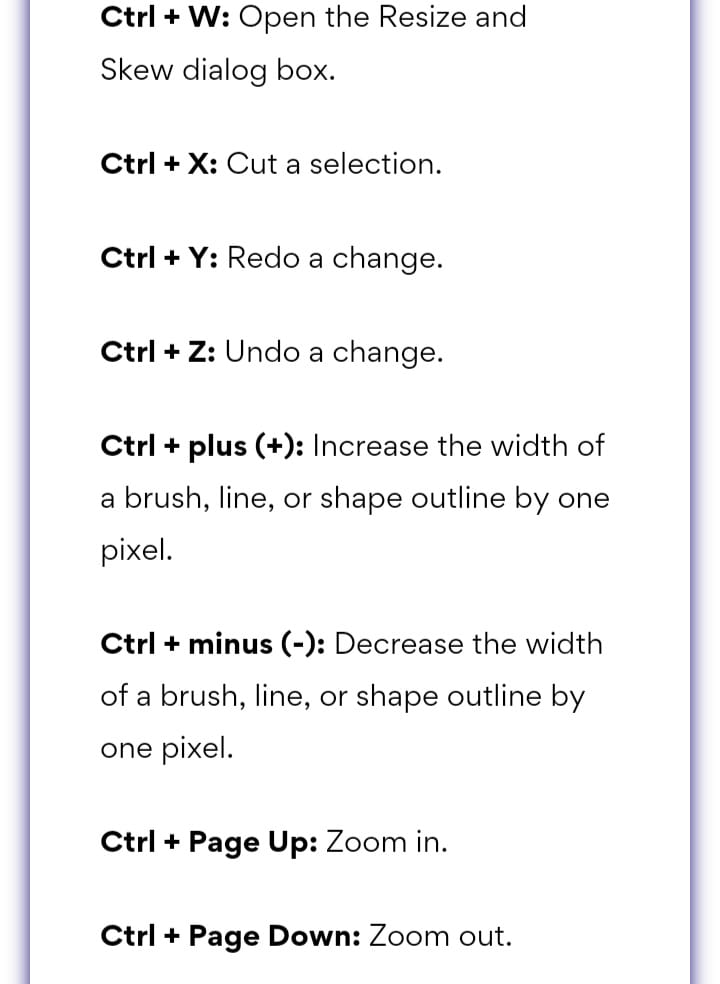 Ctrl + W: Open the Resize and
Skew dialog box.
Ctrl + X: Cut a selection.
Ctrl + Y: Redo a change.
Ctrl + Z: Undo a change.
Ctrl + plus (+): Increase the width of
a brush, line, or shape outline by one
pixel.
Ctrl + minus (-): Decrease the width
of a brush, line, or shape outline by
one pixel.
Ctrl + Page Up: Zoom in.
Ctrl + Page Down: Zoom out.